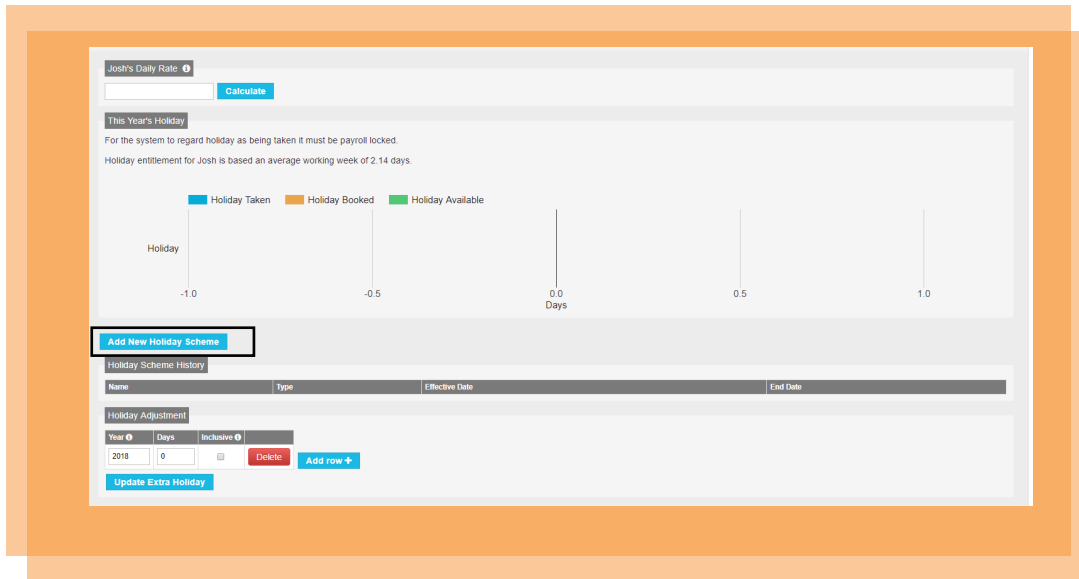 Josh's Daily Rate
Calculate
This Year's Holiday
For the system to regard holiday as being taken it must be payroll locked.
Holiday entitlement for Josh is based an average working week of 2.14 days.
Holiday Taken Holiday Booked Holiday Available
Holiday
-1.0 -0.5 0.0 0.5 1.0
Days
Add New Holiday Scheme
Holiday Scheme History
Name Type Effective Date End Date
Holiday Adjustment
Year Days Inclusive
2018 0 Delete Add row +
Update Extra Holiday